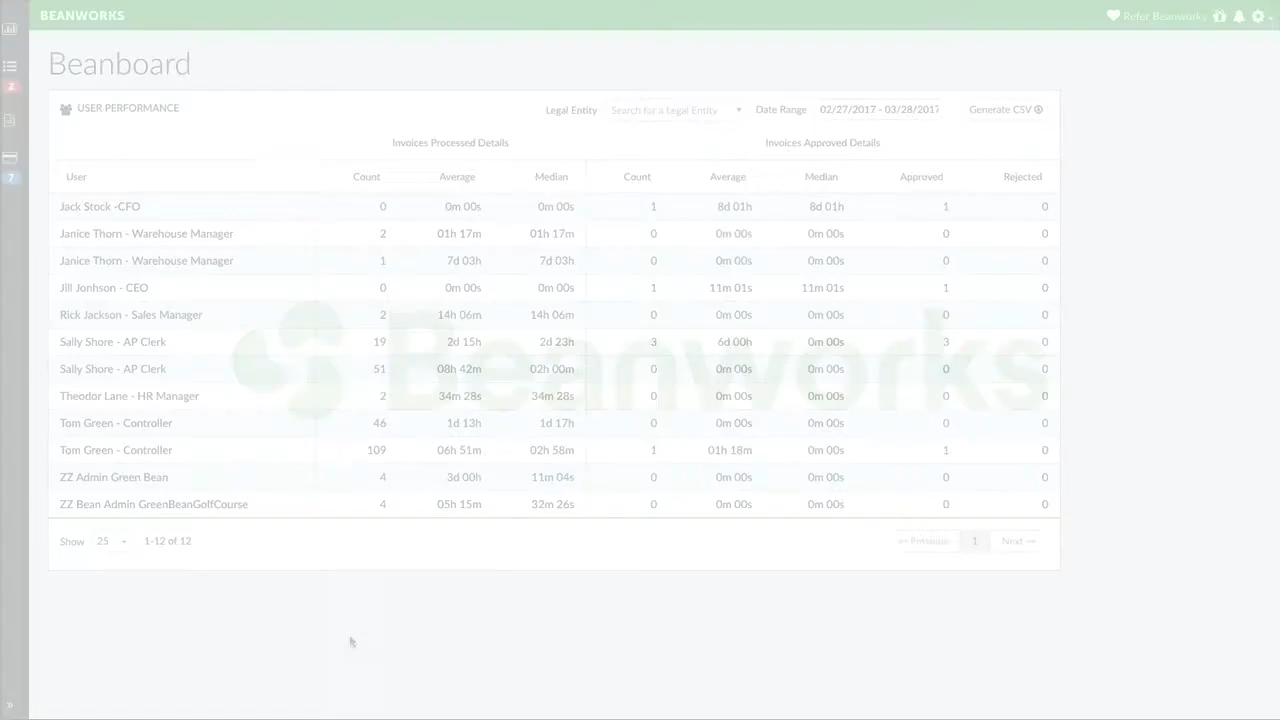 BEANWORKS Refer Beanworks
Beanboard
2
7
USER PERFORMANCE Legal Entity Search for a Legal Entity Date Range 02/27/2017 - 03/28/2017 Generate CSV
Invoices Processed Details Invoices Approved Details
User Count Average Median Count Average Median Approved Rejected
Jack Stock -CFO 0 0m 00s 0m 00s 1 8d 01h 8d 01h 1 0
Janice Thorn - Warehouse Manager 2 01h 17m 01h 17m 0 0m 00s 0m 00s 0 0
Janice Thorn - Warehouse Manager 1 7d 03h 7d 03h 0 0m 00s 0m 00s 0 0
Jill Jonhson - CEO 0 0m 00s 0m 00s 1 11m 01s 11m 01s 1 0
Rick Jackson - Sales Manager 2 14h 06m 14h 06m 0 0m 00s 0m 00s 0 0
Sally Shore - AP Clerk 19 2d 15h 2d 23h 3 6d 00h 0m 00s 3 0
Sally Shore - AP Clerk 51 08h 42m 02h 00m 0 0m 00s 0m 00s 0 0
Beanworks
Theodor Lane - HR Manager 2 34m 28s 34m 28s 0 0m 00s 0m 00s 0 0
Tom Green - Controller 46 1d 13h 1d 17h 0 0m 00s 0m 00s 0 0
Tom Green - Controller 109 06h 51m 02h 58m 1 01h 18m 0m 00s 1 0
ZZ Admin Green Bean 4 3d 00h 11m 04s 0 0m 00s 0m 00s 0 0
ZZ Bean Admin GreenBeanGolfCourse 4 05h 15m 32m 26s 0 0m 00s 0m 00s 0 0
Show 25 1-12 of 12 Previous 1 Next